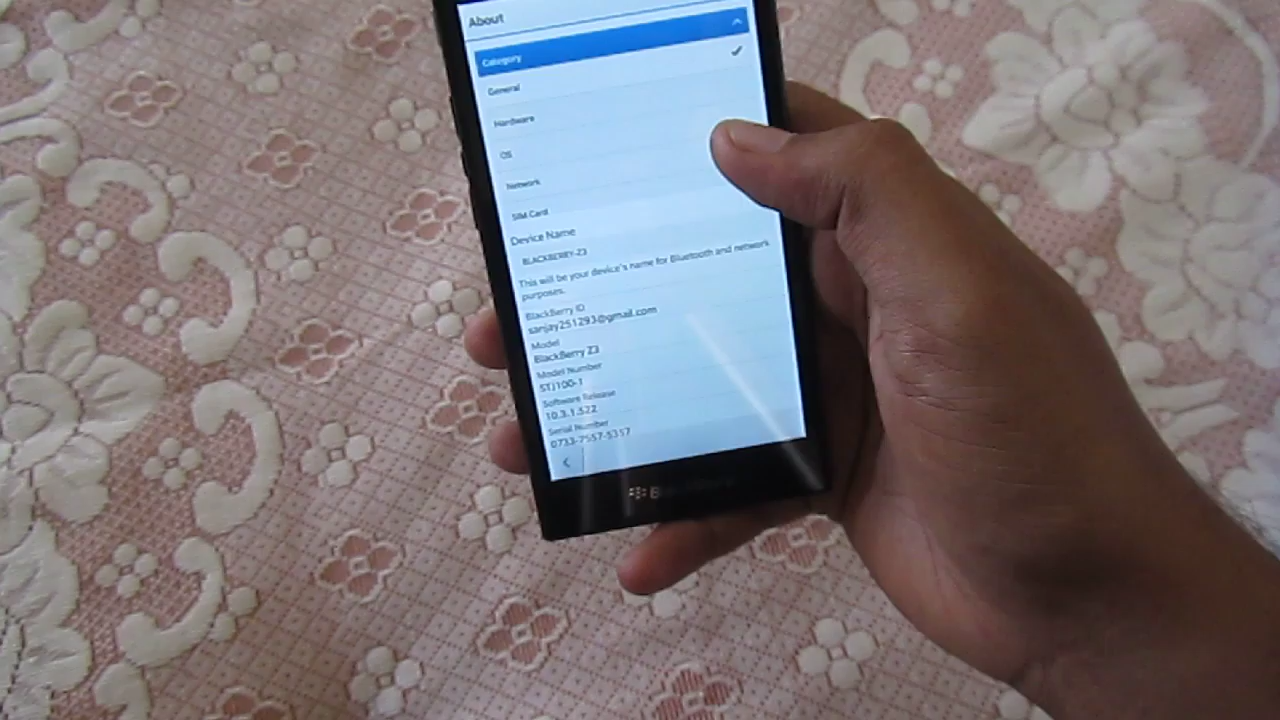 About
Category
General
Hardware
OS
Network
SIM Card
Device Name
BLACKBERRY-Z3
This will be your device's name for Bluetooth and network
purposes.
BlackBerry ID
sanjay251293@gmail.com
Model
BlackBerry Z3
Model Number
STJ100-1
Software Release
10.3.1.522
Serial Number
0733-7557-5357